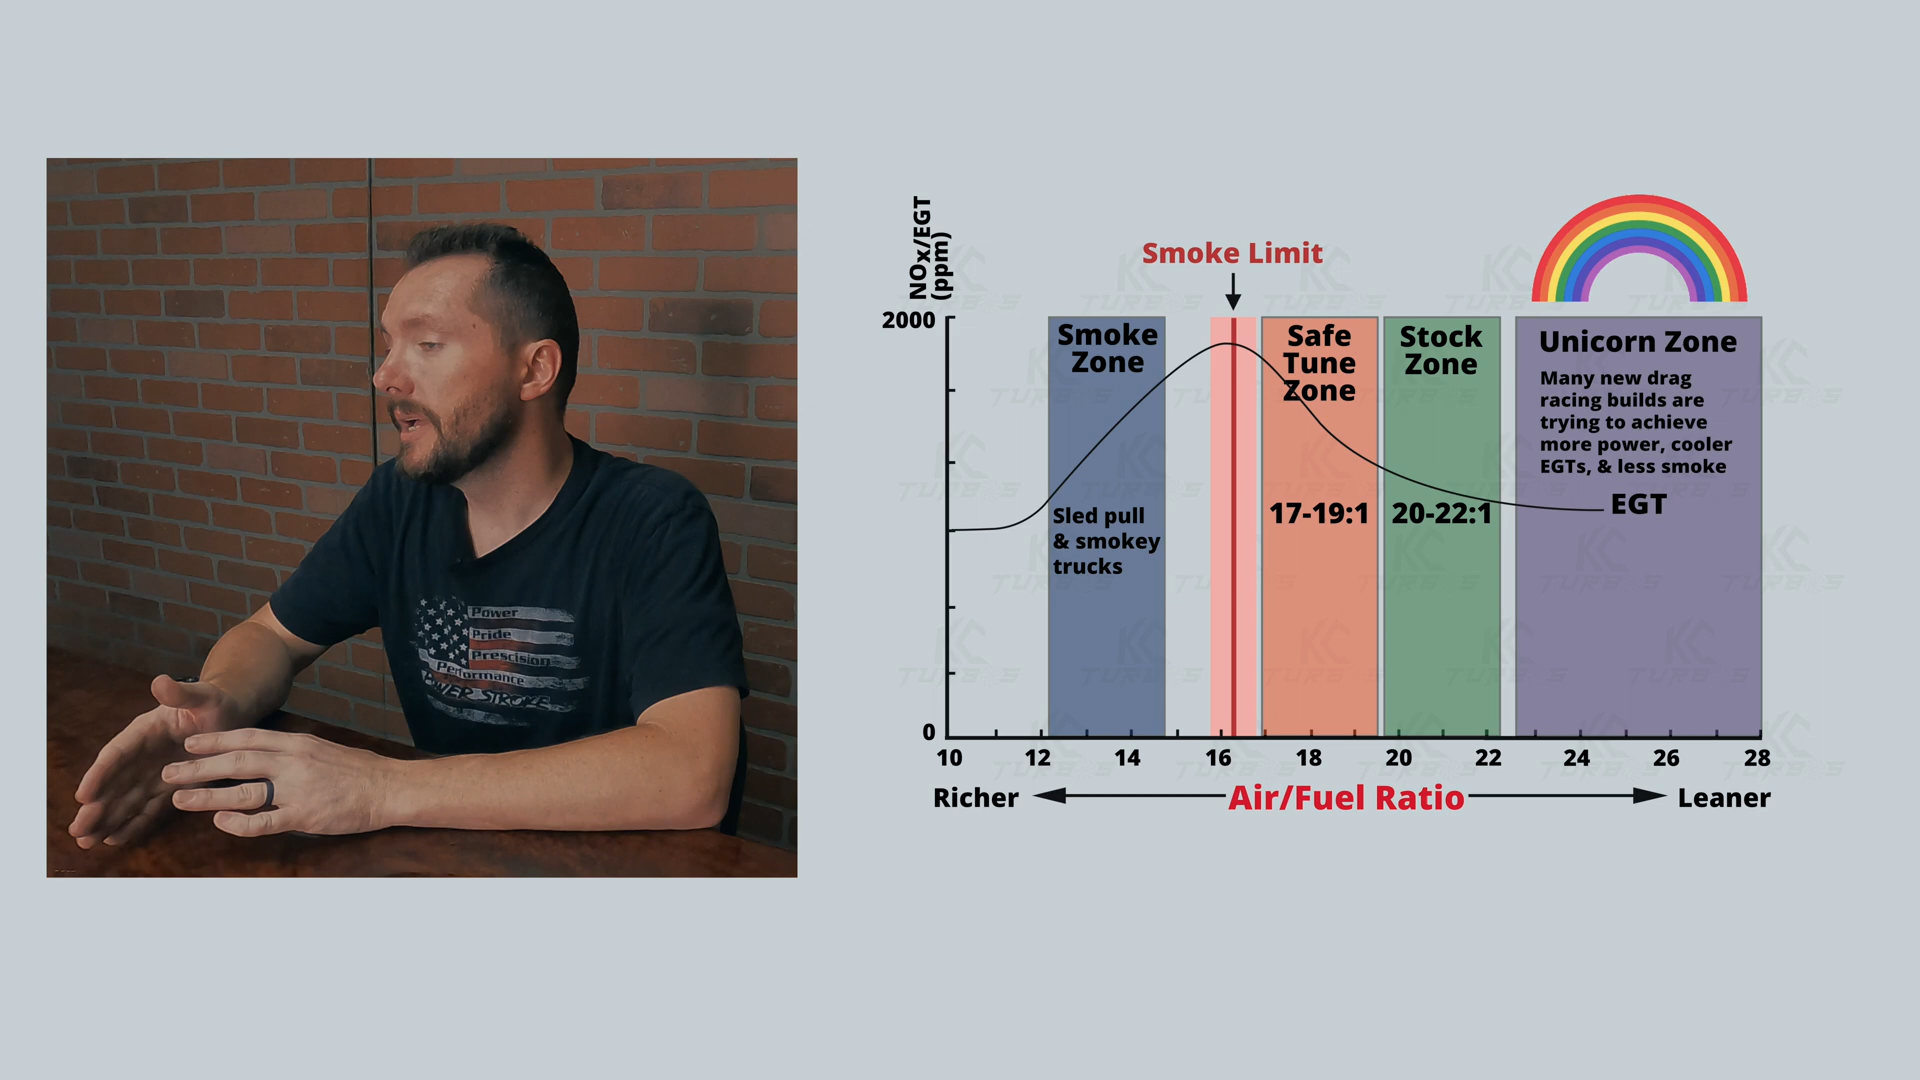 Power
Pride
Prescision
Performance
POWER STROKE
NOx/EGT
(ppm)
Smoke Limit
2000
Smoke
Zone
Safe
Tune
Zone
Stock
Zone
Unicorn Zone
Many new drag
racing builds are
trying to achieve
more power, cooler
EGTs, & less smoke
EGT
Sled pull
& smokey
trucks
17-19:1
20-22:1
0
10 12 14 16 18 20 22 24 26 28
Richer Air/Fuel Ratio Leaner
KC
TURBOS